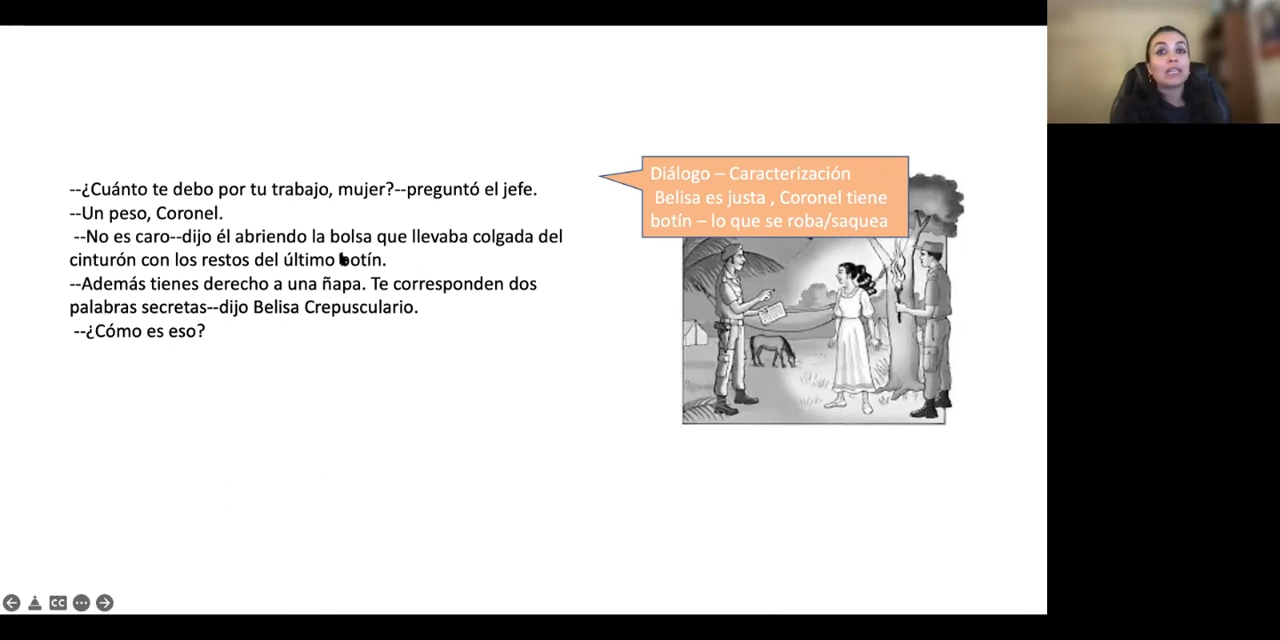 --¿Cuánto te debo por tu trabajo, mujer?--preguntó el jefe.
--Un peso, Coronel.
--No es caro--dijo él abriendo la bolsa que llevaba colgada del
cinturón con los restos del último botín.
--Además tienes derecho a una ñapa. Te corresponden dos
palabras secretas--dijo Belisa Crepusculario.
--¿Cómo es eso?
Diálogo – Caracterización
Belisa es justa , Coronel tiene
botín – lo que se roba/saquea
CC